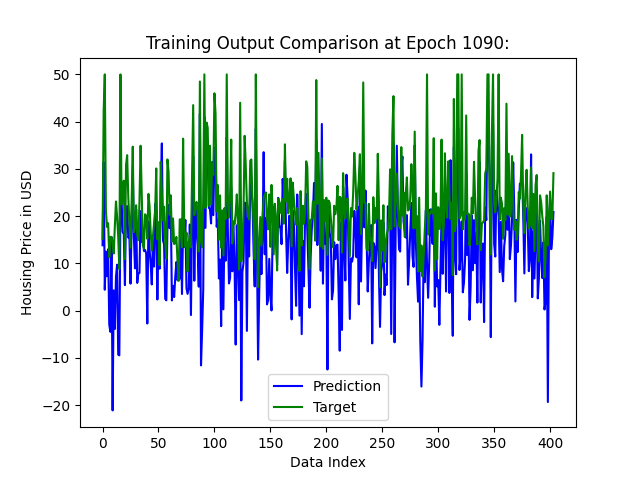 Training Output Comparison at Epoch 1090:
Housing Price in USD
50
40
30
20
10
0
−10
−20
Prediction
Target
0 50 100 150 200 250 300 350 400
Data Index